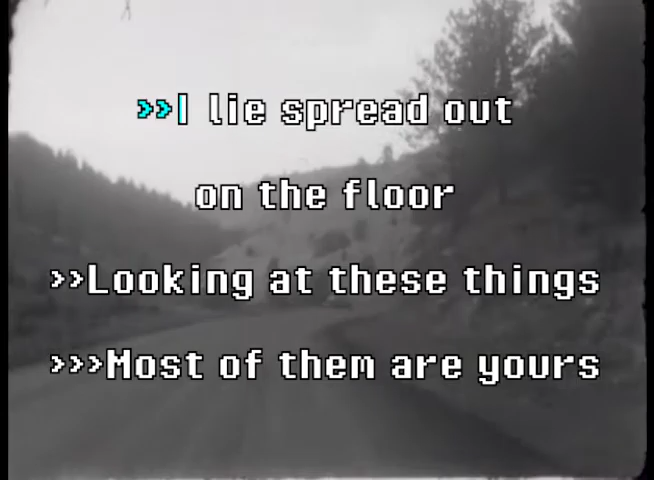 »I lie spread out
on the floor
»Looking at these things
>>>Most of them are yours